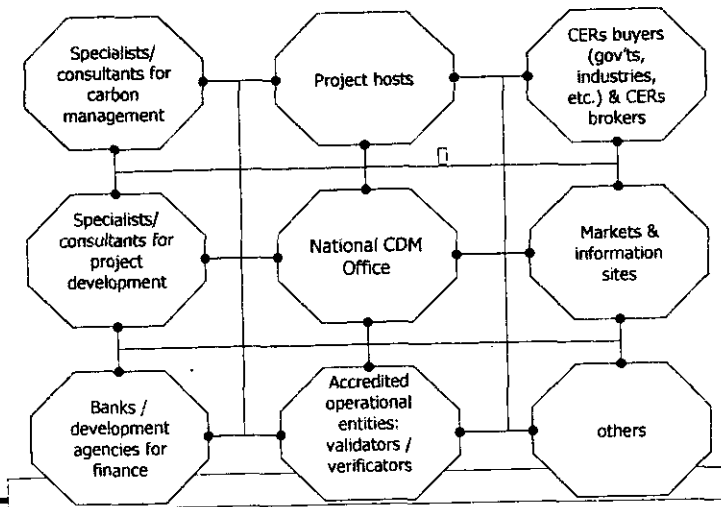 Specialists/
consultants for
carbon
management
Project hosts
CERs buyers
(gov'ts,
industries,
etc.) & CERs
brokers
Specialists/
consultants for
project
development
National CDM
Office
Markets &
information
sites
Banks /
development
agencies for
finance
Accredited
operational
entities:
validators /
verificators
others